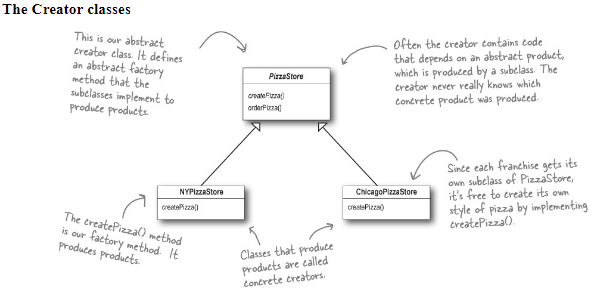 The Creator classes
This is our abstract
creator class. It defines
an abstract factory
method that the
subclasses implement to
produce products.
Often the creator contains code
that depends on an abstract product,
which is produced by a subclass. The
creator never really knows which
concrete product was produced.
PizzaStore
createPizza()
orderPizza()
NYPizzaStore
createPizza()
ChicagoPizzaStore
createPizza()
Since each franchise gets its
own subclass of PizzaStore,
it's free to create its own
style of pizza by implementing
createPizza().
The createPizza() method
is our factory method. It
produces products.
Classes that produce
products are called
concrete creators.